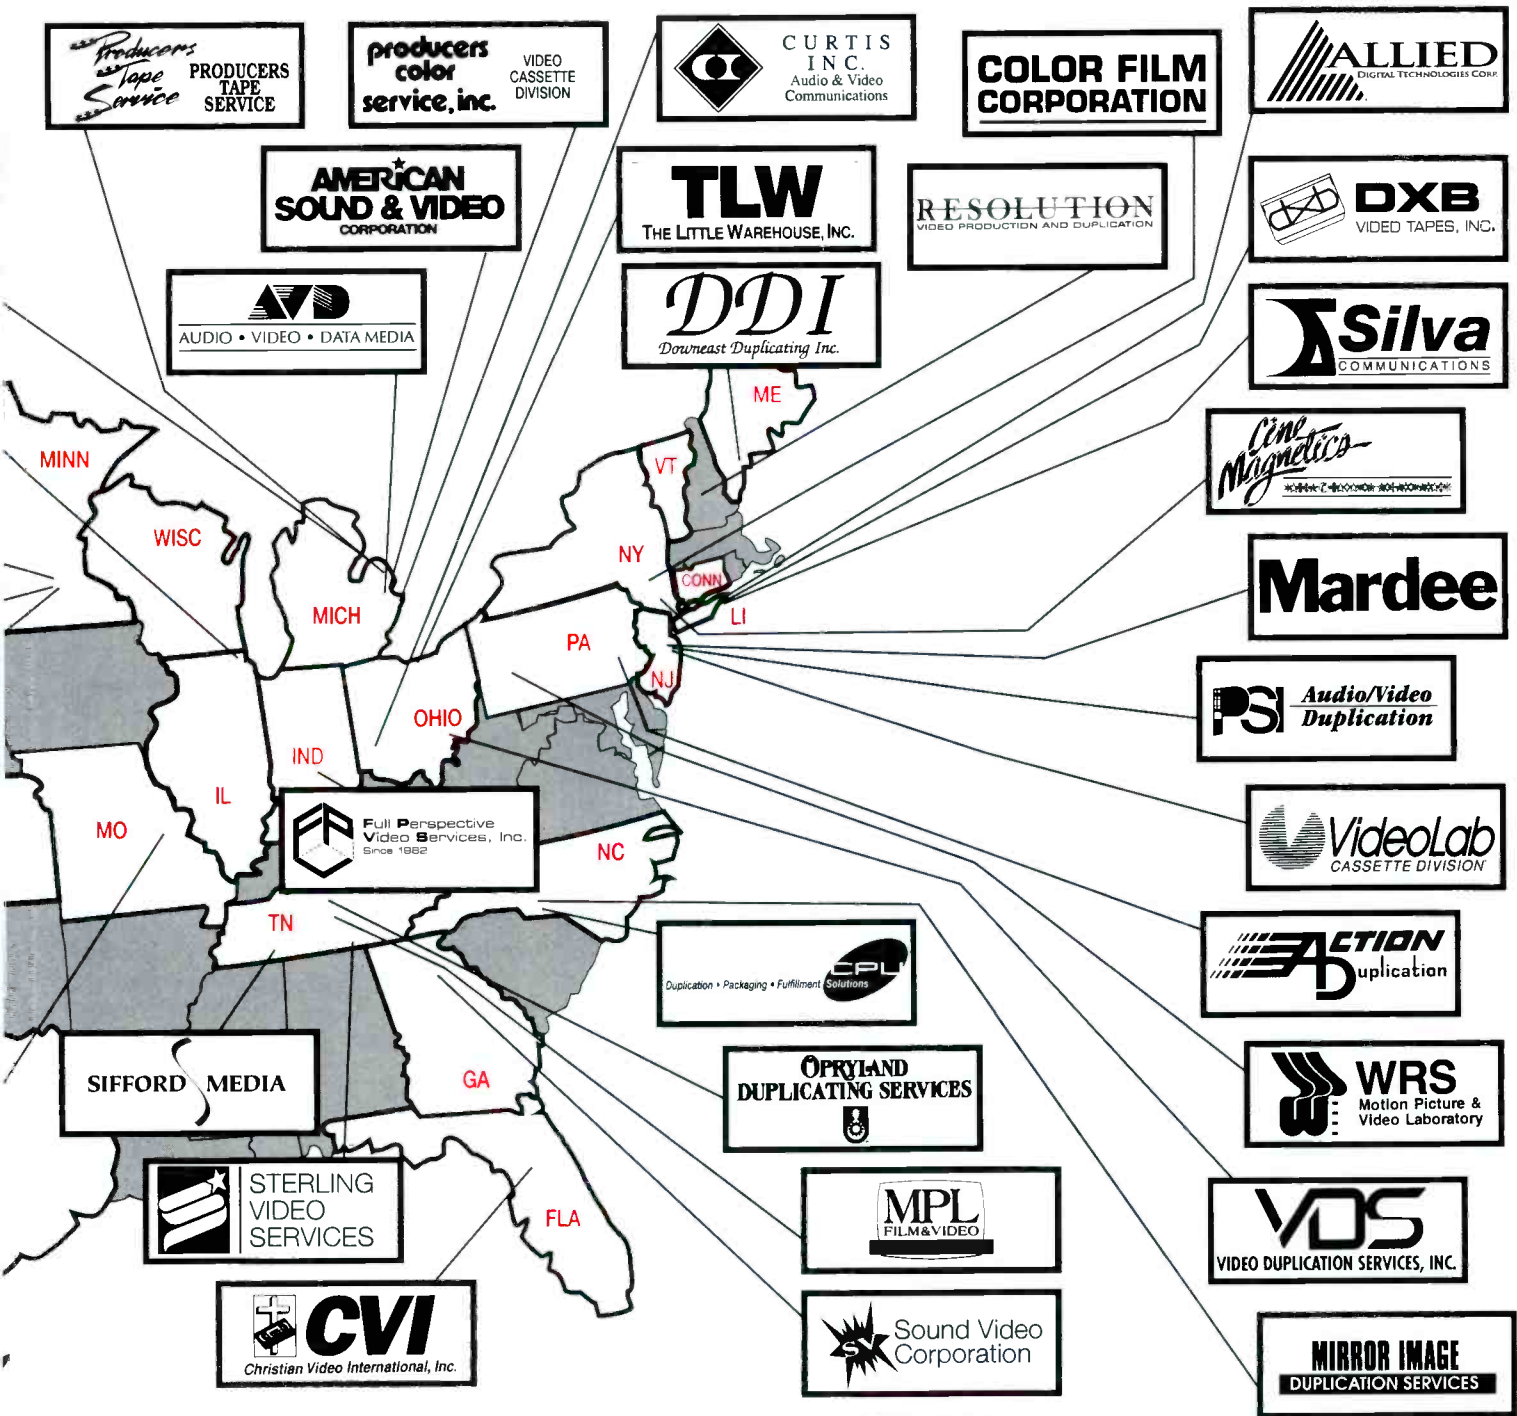 Producers
Tape
Service
PRODUCERS
TAPE
SERVICE
producers
color
service, inc.
VIDEO
CASSETTE
DIVISION
CURTIS
INC.
Audio & Video
Communications
COLOR FILM
CORPORATION
ALLIED
DIGITAL TECHNOLOGIES CORP.
AMERICAN
SOUND & VIDEO
CORPORATION
TLW
THE LITTLE WAREHOUSE, INC.
RESOLUTION
VIDEO PRODUCTION AND DUPLICATION
dxb
DXB
VIDEO TAPES, INC.
AVD
AUDIO • VIDEO • DATA MEDIA
DDI
Downeast Duplicating Inc.
Silva
COMMUNICATIONS
Cine
Magnetics
Mardee
PSI
Audio/Video
Duplication
VideoLab
CASSETTE DIVISION
ACTION
Duplication
WRS
Motion Picture &
Video Laboratory
VDS
VIDEO DUPLICATION SERVICES, INC.
MIRROR IMAGE
DUPLICATION SERVICES
ME
MINN
VT
WISC
NY
CONN
MICH
LI
PA
NJ
OHIO
IND
IL
MO
NC
TN
GA
FLA
Full Perspective
Video Services, Inc.
Since 1982
Duplication • Packaging • Fulfillment
Solutions
OPRYLAND
DUPLICATING SERVICES
SIFFORD MEDIA
STERLING
VIDEO
SERVICES
MPL
FILM&VIDEO
CVI
Christian Video International, Inc.
SV
Sound Video
Corporation